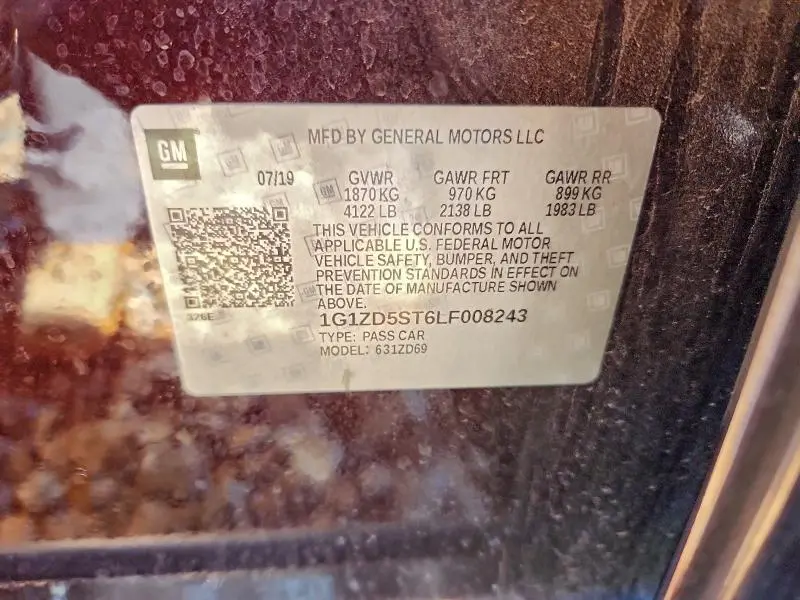 MFD BY GENERAL MOTORS LLC
GM
07/19 GVWR GAWR FRT GAWR RR
1870 KG 970 KG 899 KG
4122 LB 2138 LB 1983 LB
THIS VEHICLE CONFORMS TO ALL
APPLICABLE U.S. FEDERAL MOTOR
VEHICLE SAFETY, BUMPER, AND THEFT
PREVENTION STANDARDS IN EFFECT ON
THE DATE OF MANUFACTURE SHOWN
ABOVE.
326E
1G1ZD5ST6LF008243
TYPE: PASS CAR
MODEL: 631ZD69